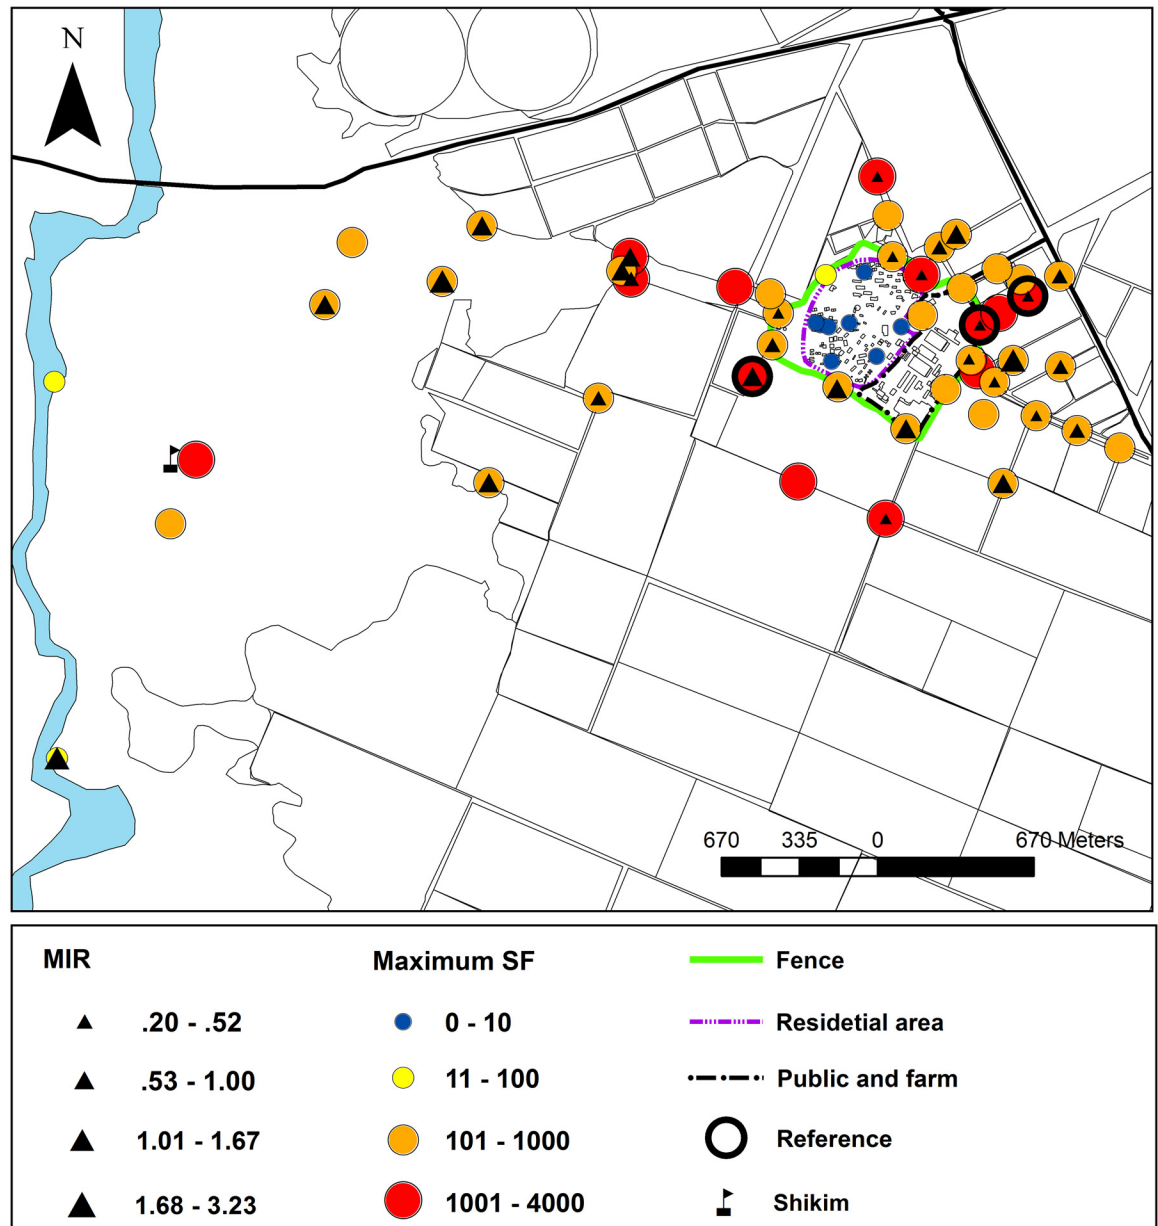 N
670 335 0 670 Meters
MIR Maximum SF Fence
.20 - .52 0 - 10 Residetial area
.53 - 1.00 11 - 100 Public and farm
1.01 - 1.67 101 - 1000 Reference
1.68 - 3.23 1001 - 4000 Shikim